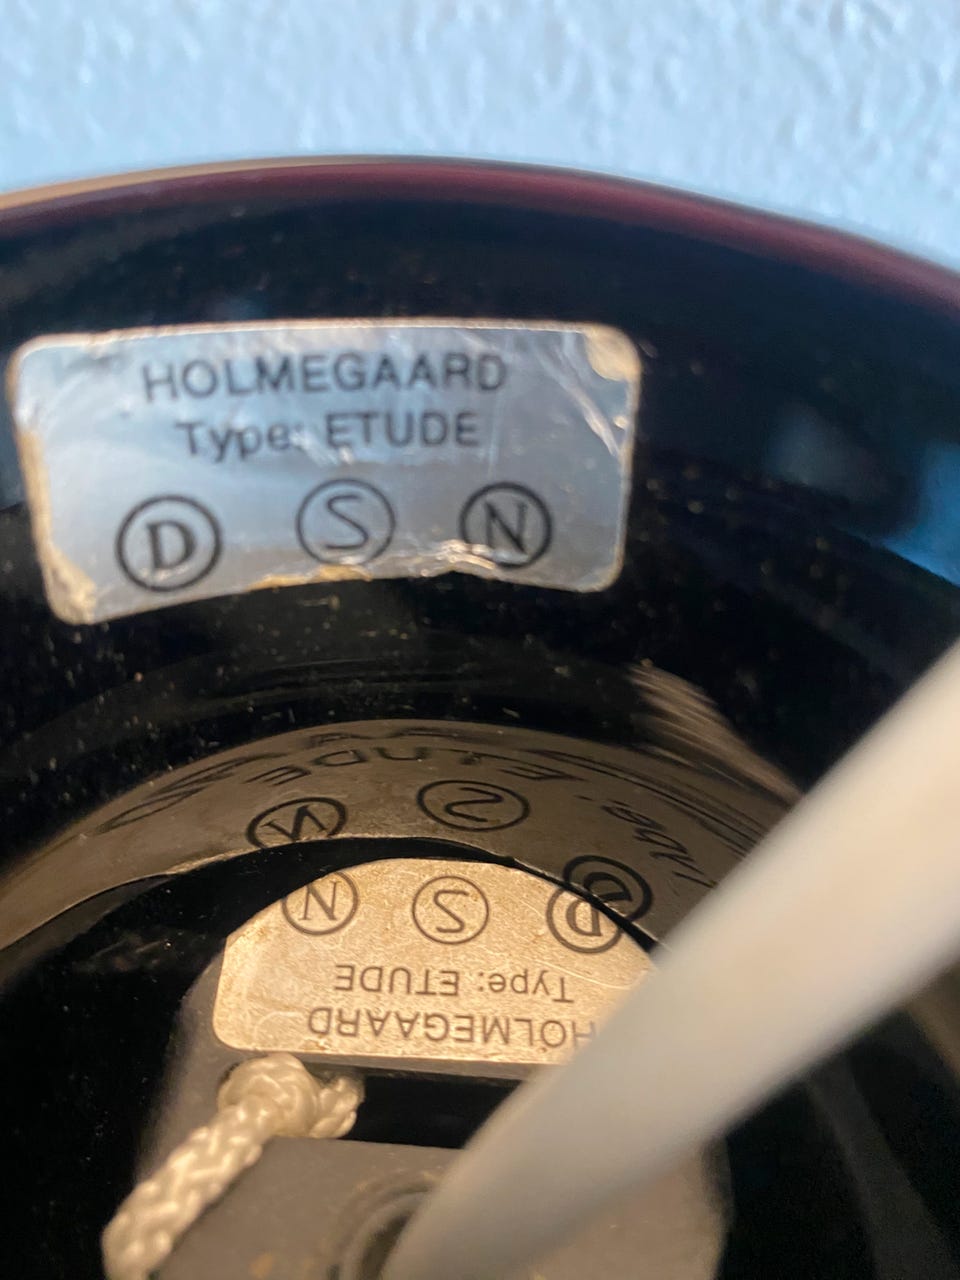 HOLMEGAARD
Type: ETUDE
D S N
N S D
Type: ETUDE
HOLMEGAARD